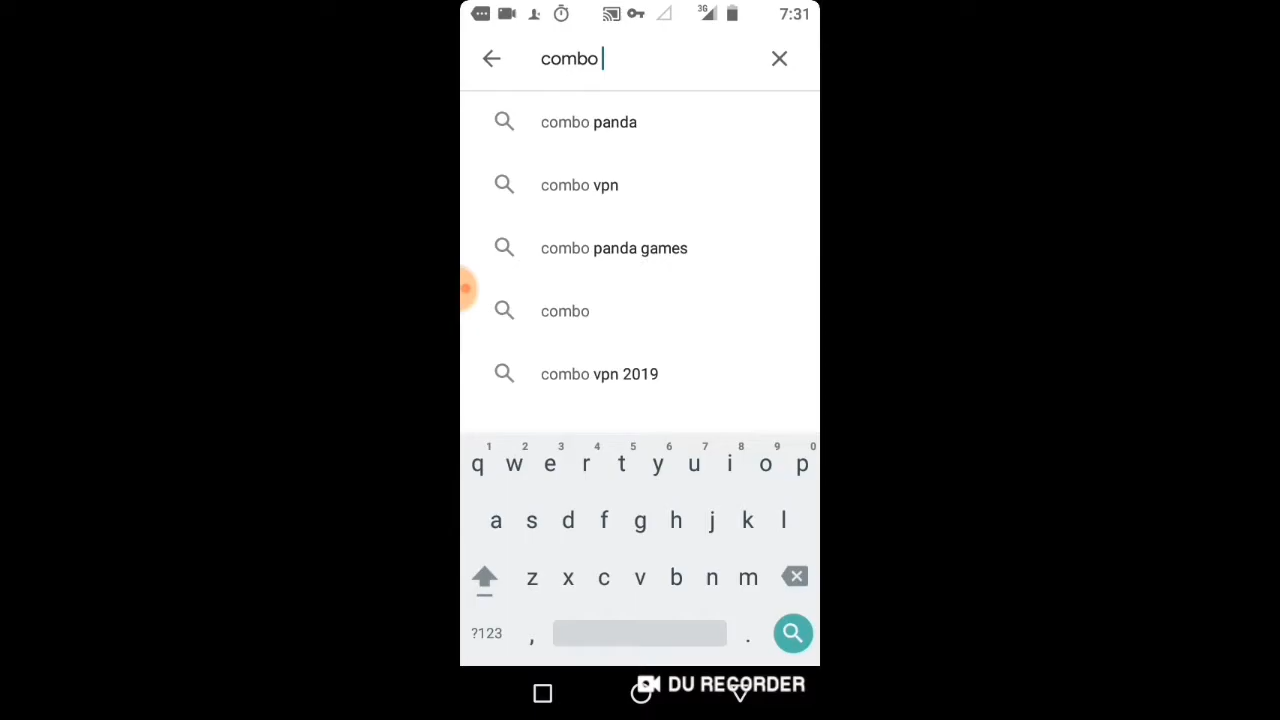 3G 7:31
combo
combo panda
combo vpn
combo panda games
combo
combo vpn 2019
1 2 3 4 5 6 7 8 9 0
q w e r t y u i o p
a s d f g h j k l
z x c v b n m
?123 , .
DU RECORDER